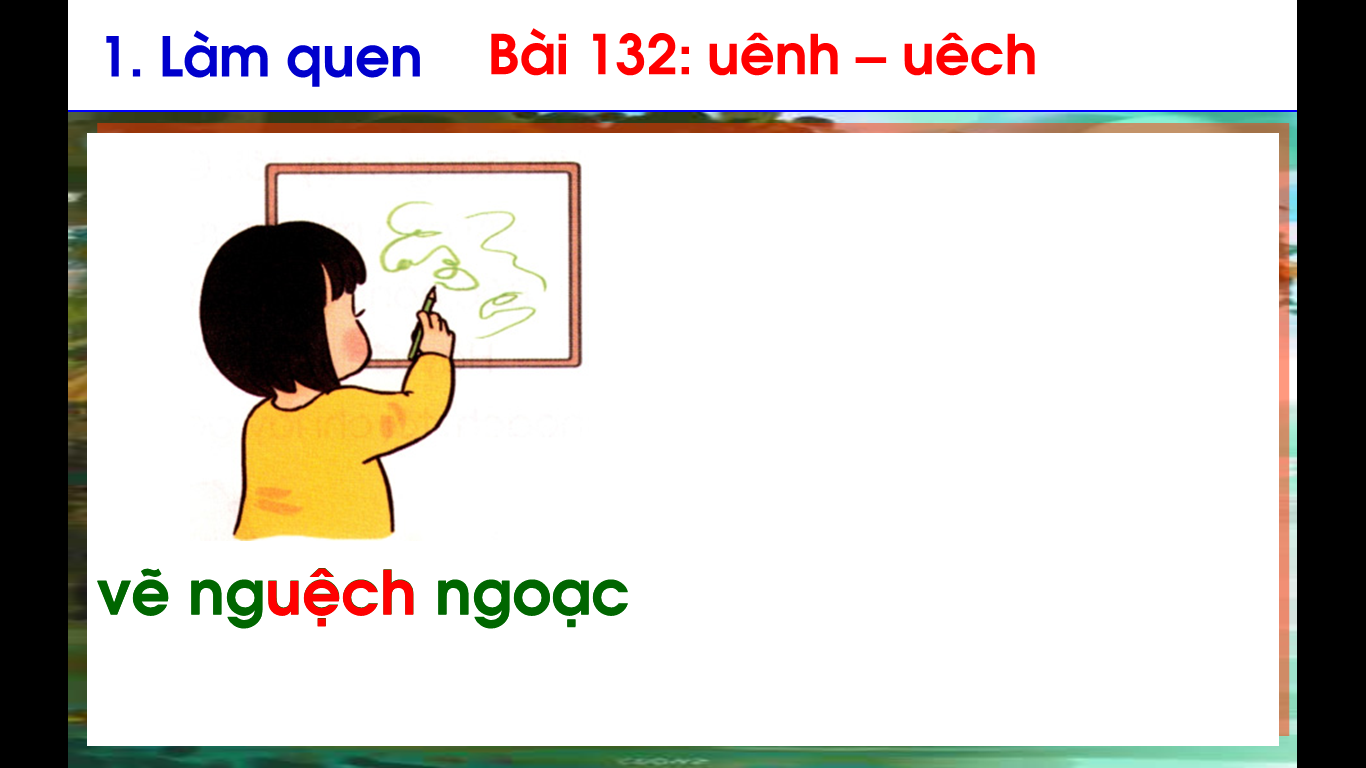 1. Làm quen Bài 132: uênh – uêch
vẽ nguệch ngoạc